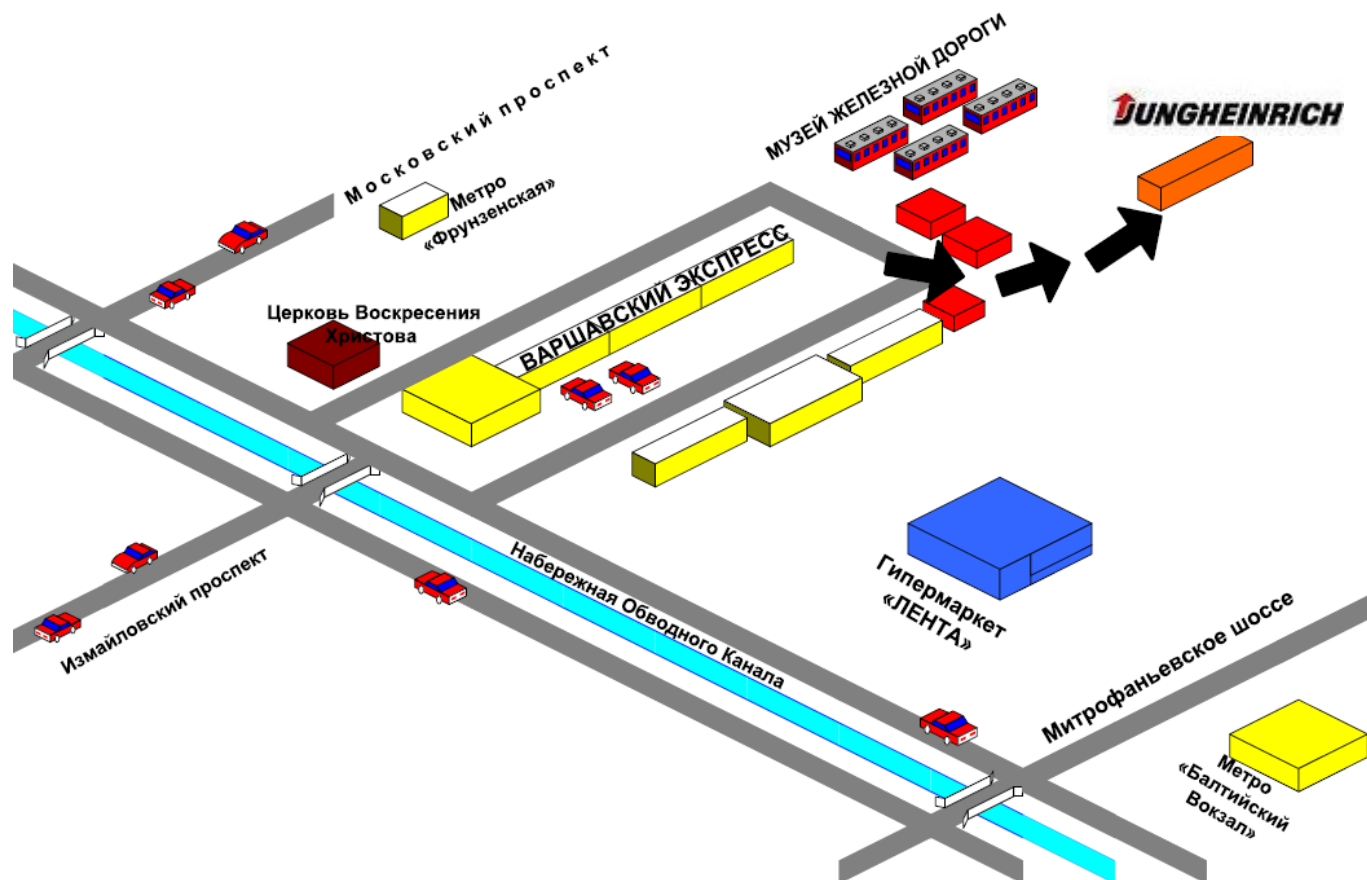 Московский проспект
МУЗЕЙ ЖЕЛЕЗНОЙ ДОРОГИ
JUNGHEINRICH
Метро
«Фрунзенская»
ВАРШАВСКИЙ ЭКСПРЕСС
Церковь Воскресения
Христова
Измайловский проспект
Набережная Обводного Канала
Гипермаркет
«ЛЕНТА»
Митрофаньевское шоссе
Метро
«Балтийский
Вокзал»